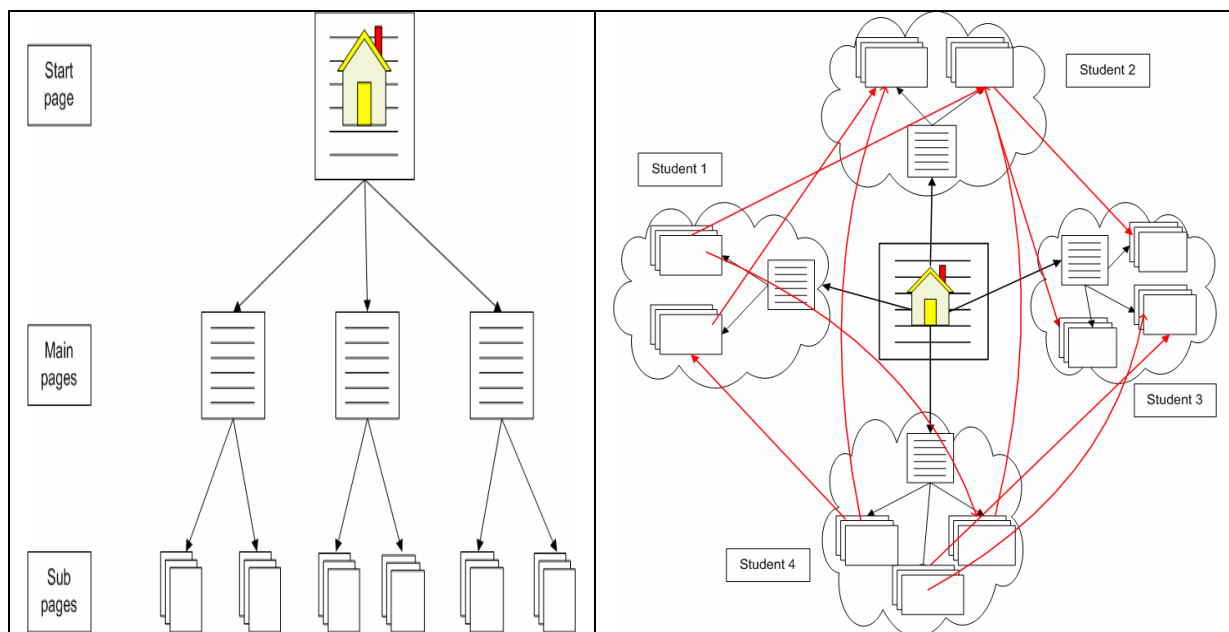 Start
page
Main
pages
Sub
pages
Student 2
Student 1
Student 3
Student 4